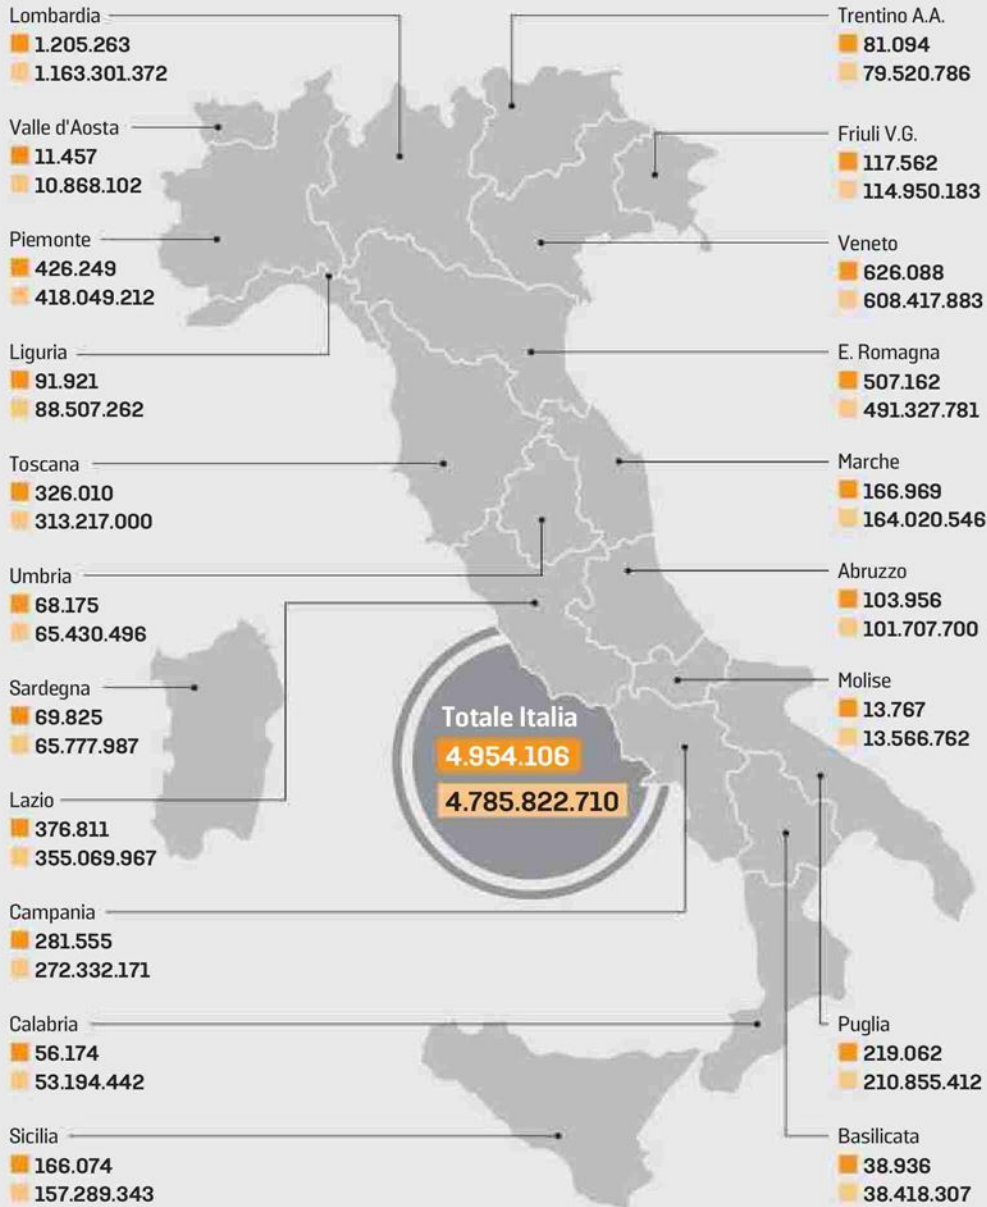 Lombardia
1.205.263
1.163.301.372
Valle d'Aosta
11.457
10.868.102
Piemonte
426.249
418.049.212
Liguria
91.921
88.507.262
Toscana
326.010
313.217.000
Umbria
68.175
65.430.496
Sardegna
69.825
65.777.987
Lazio
376.811
355.069.967
Campania
281.555
272.332.171
Calabria
56.174
53.194.442
Sicilia
166.074
157.289.343
Totale Italia
4.954.106
4.785.822.710
Trentino A.A.
81.094
79.520.786
Friuli V.G.
117.562
114.950.183
Veneto
626.088
608.417.883
E. Romagna
507.162
491.327.781
Marche
166.969
164.020.546
Abruzzo
103.956
101.707.700
Molise
13.767
13.566.762
Puglia
219.062
210.855.412
Basilicata
38.936
38.418.307